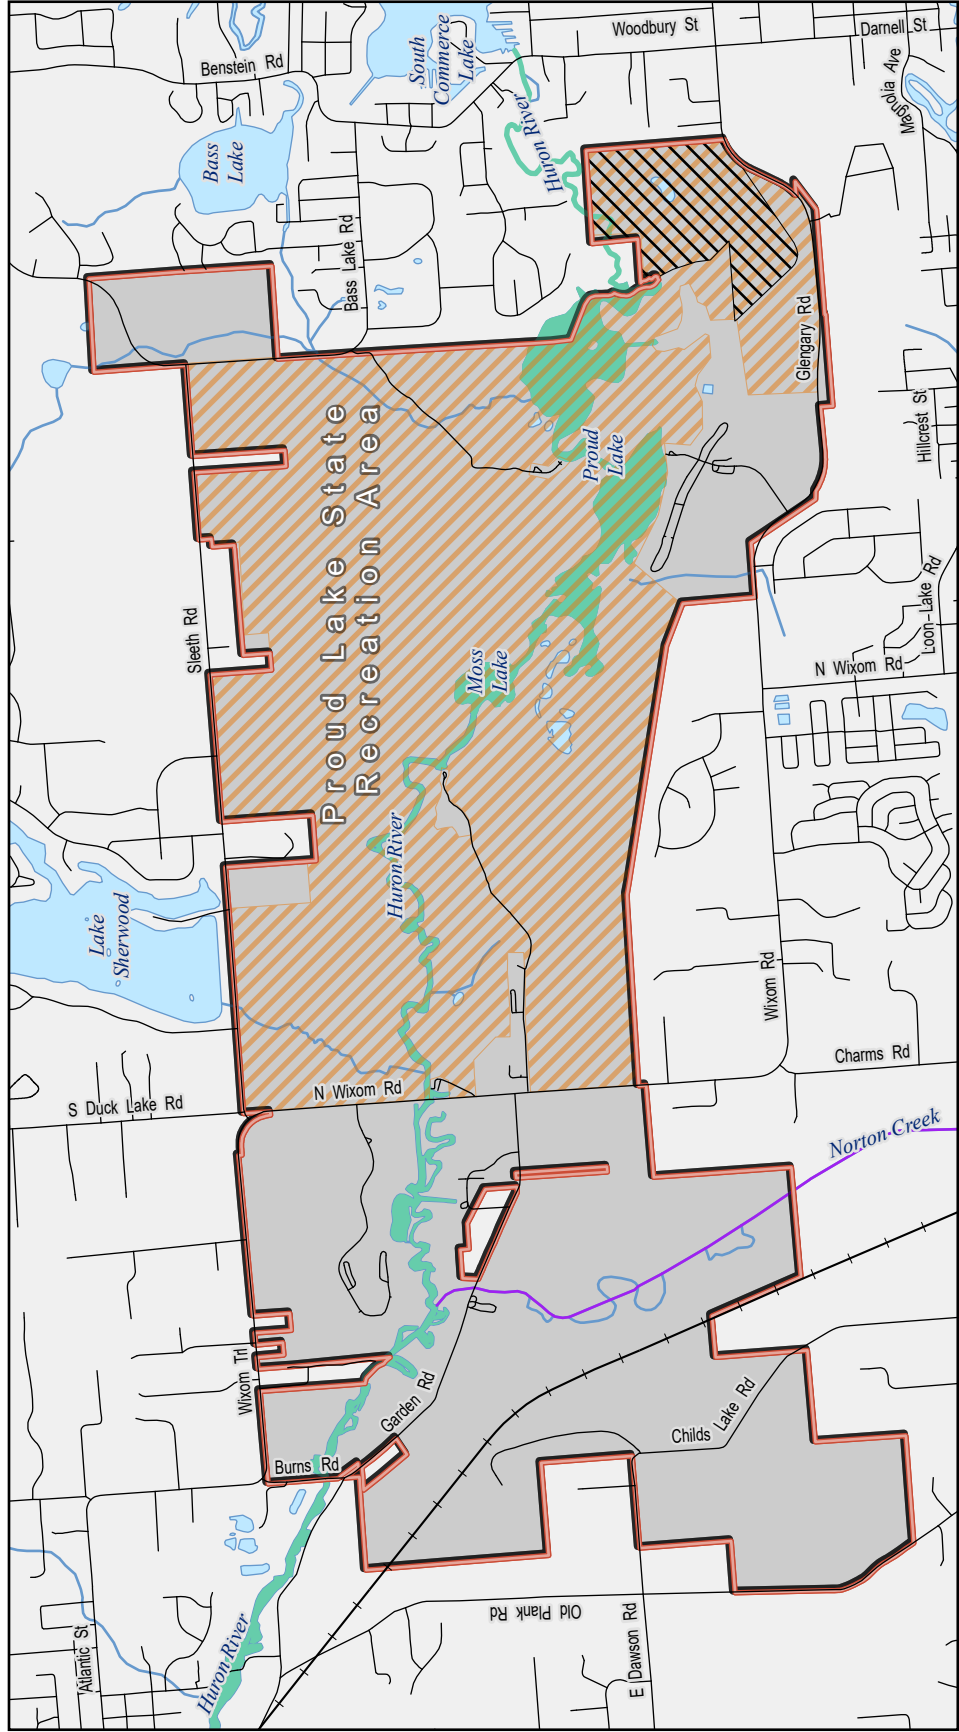 Woodbury St
Darnell St
Benstein Rd
South
Commerce
Lake
Magnolia Ave
Huron River
Bass
Lake
Bass Lake Rd
Glengary Rd
Hillcrest St
Proud Lake State
Recreation Area
Proud
Lake
Sleeth Rd
Moss
Lake
Loon Lake Rd
N Wixom Rd
Huron River
Lake
Sherwood
Wixom Rd
Charms Rd
S Duck Lake Rd
N Wixom Rd
Norton Creek
Wixom Trl
Garden Rd
Childs Lake Rd
Burns Rd
Old Plank Rd
E Dawson Rd
Atlantic St
Huron River